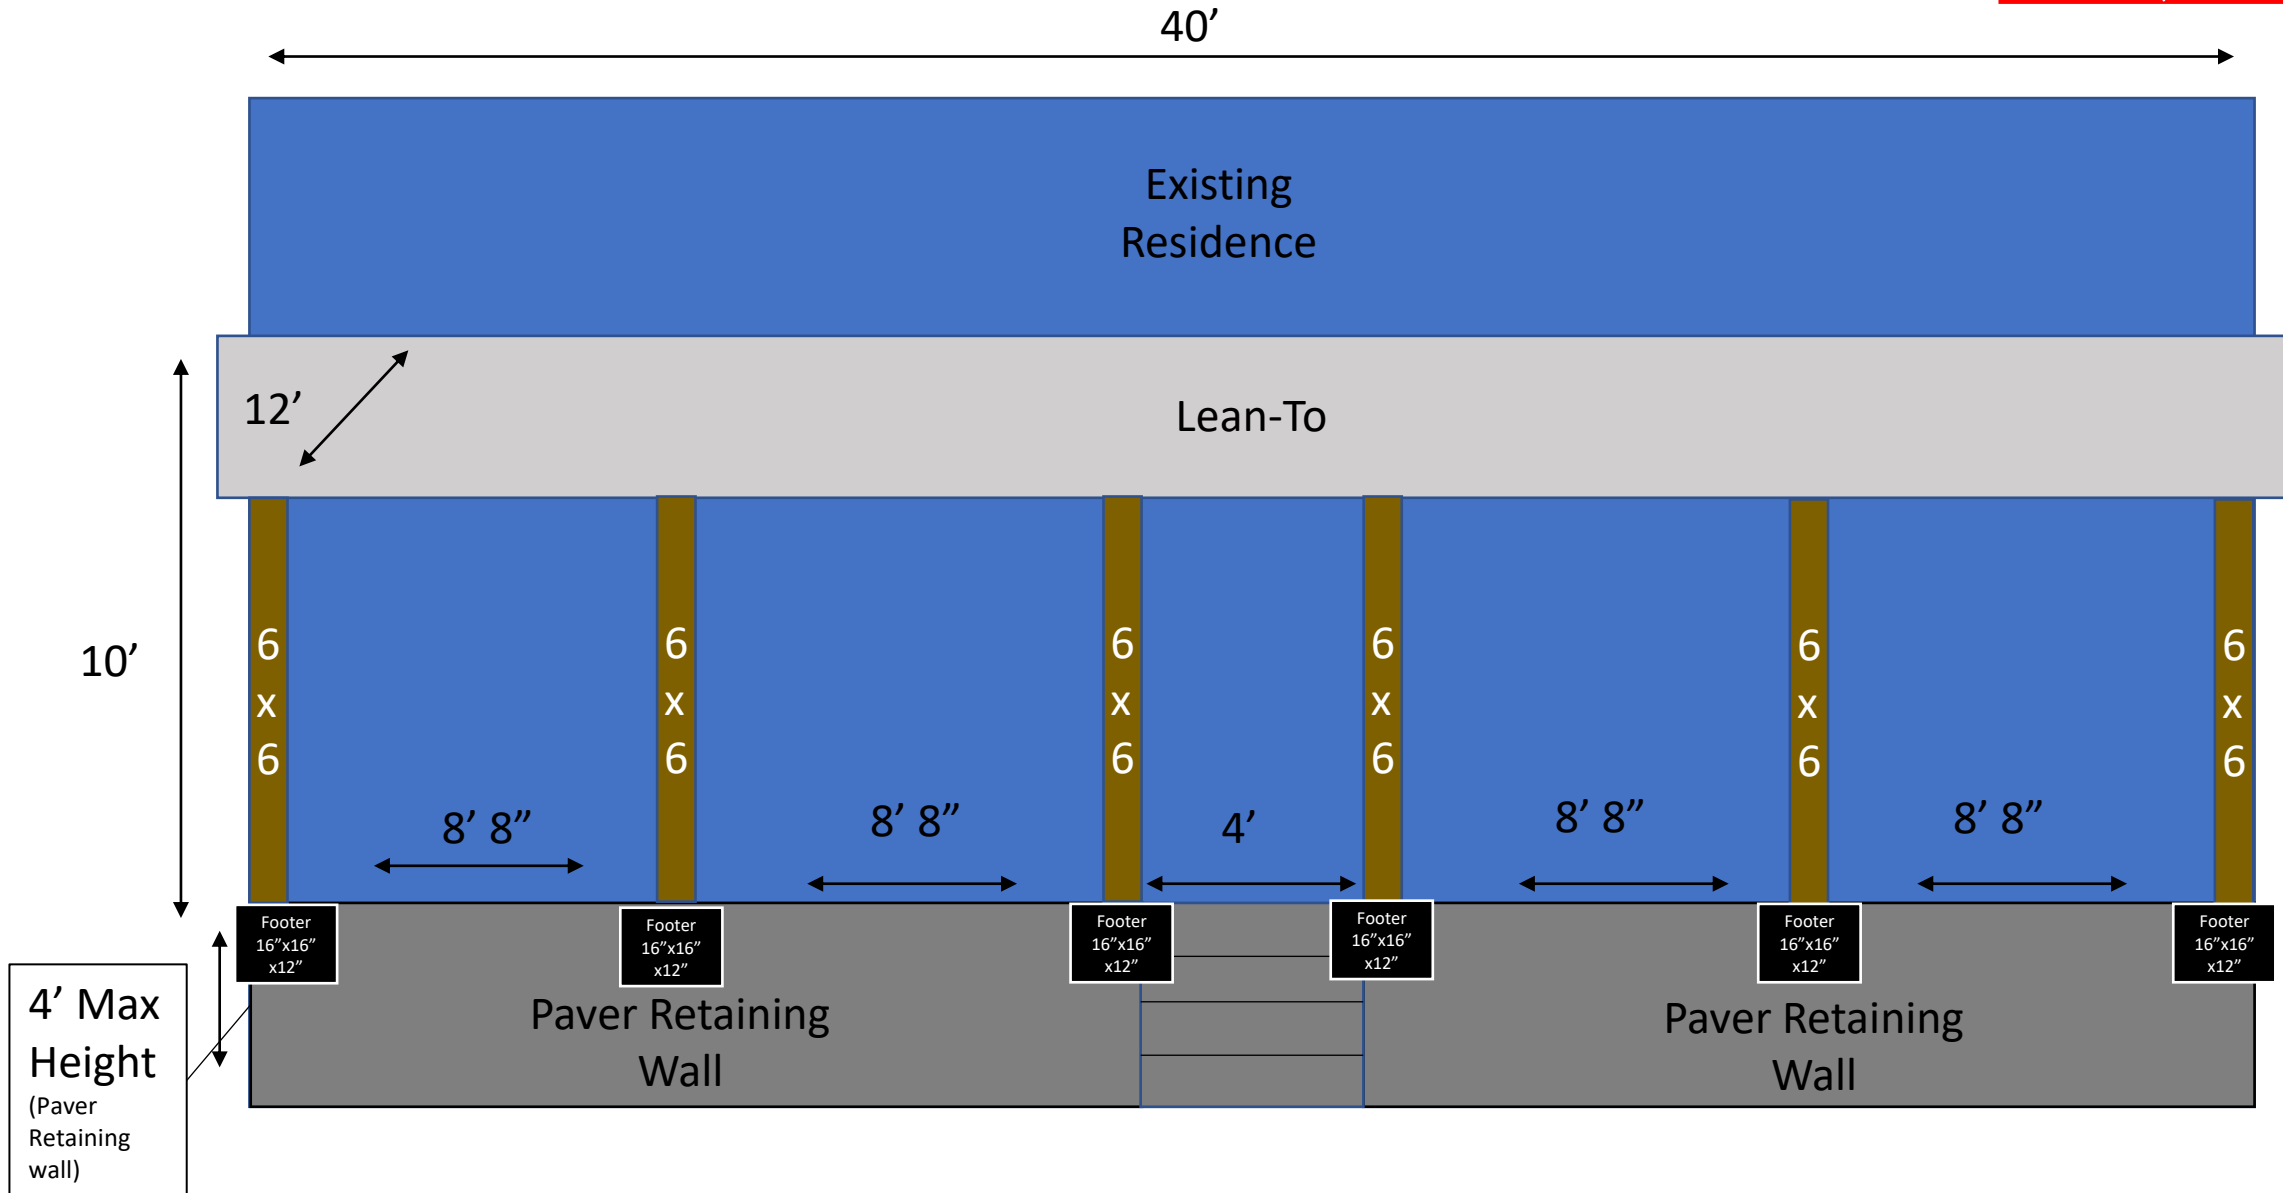 40’
Existing
Residence
12’
Lean-To
10’
6
x
6
6
x
6
6
x
6
6
x
6
6
x
6
6
x
6
8’ 8”
8’ 8”
4’
8’ 8”
8’ 8”
Footer
16”x16”
x12”
Footer
16”x16”
x12”
Footer
16”x16”
x12”
Footer
16”x16”
x12”
Footer
16”x16”
x12”
Footer
16”x16”
x12”
4’ Max
Height
(Paver
Retaining
wall)
Paver Retaining
Wall
Paver Retaining
Wall